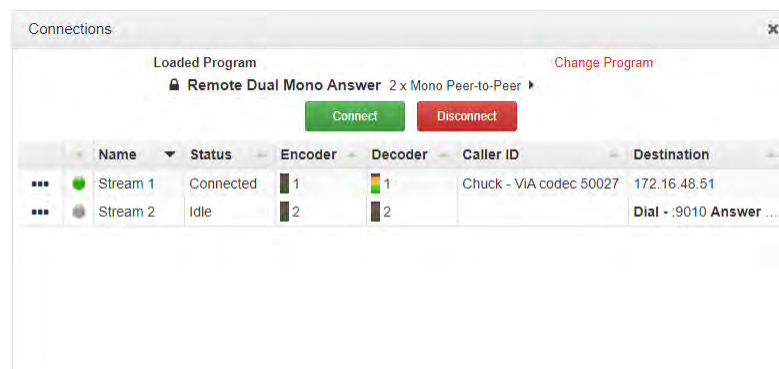 Connections
Loaded Program
Change Program
Remote Dual Mono Answer 2 x Mono Peer-to-Peer
Connect Disconnect
Name Status Encoder Decoder Caller ID Destination
Stream 1 Connected 1 1 Chuck - ViA codec 50027 172.16.48.51
Stream 2 Idle 2 2 Dial - :9010 Answer ...